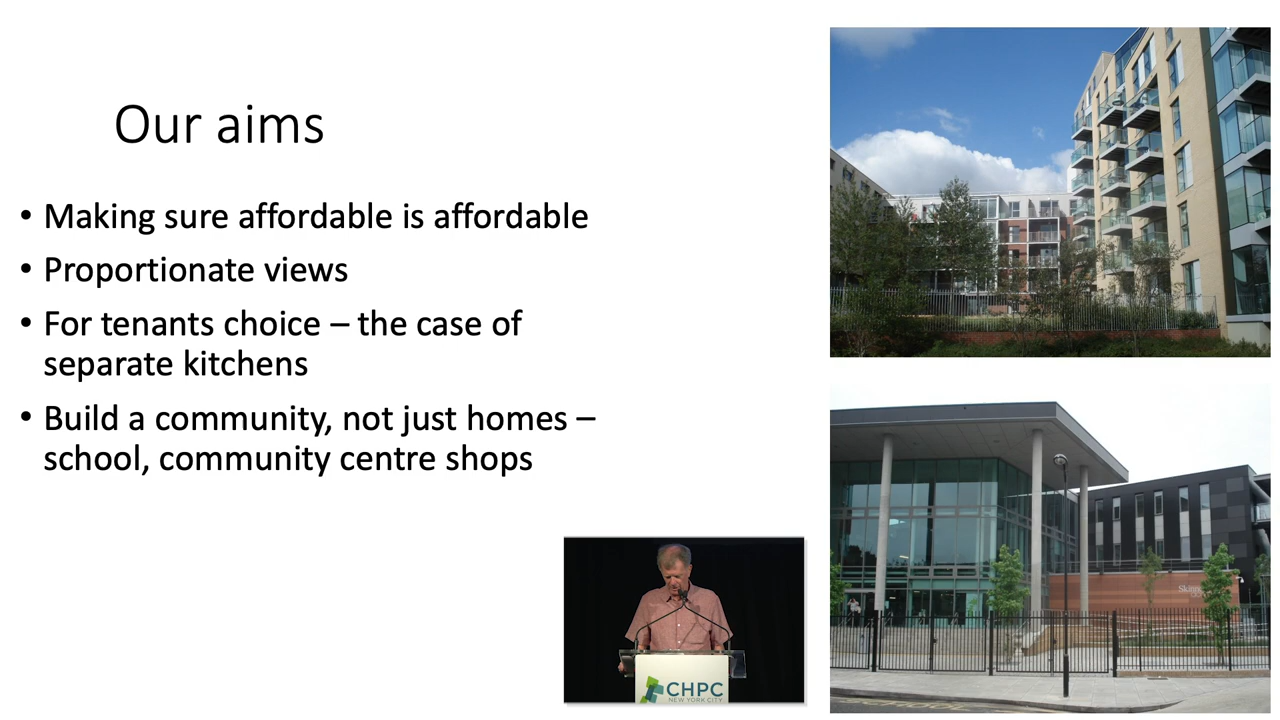 Our aims
• Making sure affordable is affordable
• Proportionate views
• For tenants choice – the case of
separate kitchens
• Build a community, not just homes –
school, community centre shops
CHPC
NEW YORK CITY